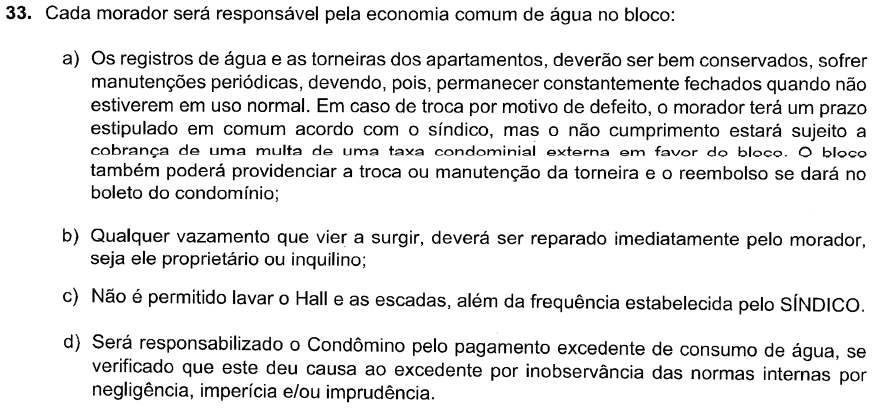 33. Cada morador será responsável pela economia comum de água no bloco:
a) Os registros de água e as torneiras dos apartamentos, deverão ser bem conservados, sofrer
manutenções periódicas, devendo, pois, permanecer constantemente fechados quando não
estiverem em uso normal. Em caso de troca por motivo de defeito, o morador terá um prazo
estipulado em comum acordo com o síndico, mas o não cumprimento estará sujeito a
cobrança de uma multa de uma taxa condominial externa em favor do bloco. O bloco
também poderá providenciar a troca ou manutenção da torneira e o reembolso se dará no
boleto do condomínio;
b) Qualquer vazamento que vier a surgir, deverá ser reparado imediatamente pelo morador,
seja ele proprietário ou inquilino;
c) Não é permitido lavar o Hall e as escadas, além da frequência estabelecida pelo SÍNDICO.
d) Será responsabilizado o Condômino pelo pagamento excedente de consumo de água, se
verificado que este deu causa ao excedente por inobservância das normas internas por
negligência, imperícia e/ou imprudência.